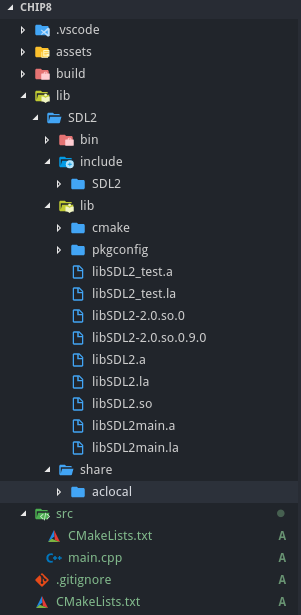 CHIP8
.vscode
assets
build
lib
SDL2
bin
include
SDL2
lib
cmake
pkgconfig
libSDL2_test.a
libSDL2_test.la
libSDL2-2.0.so.0
libSDL2-2.0.so.0.9.0
libSDL2.a
libSDL2.la
libSDL2.so
libSDL2main.a
libSDL2main.la
share
aclocal
src
CMakeLists.txt A
main.cpp A
.gitignore A
CMakeLists.txt A